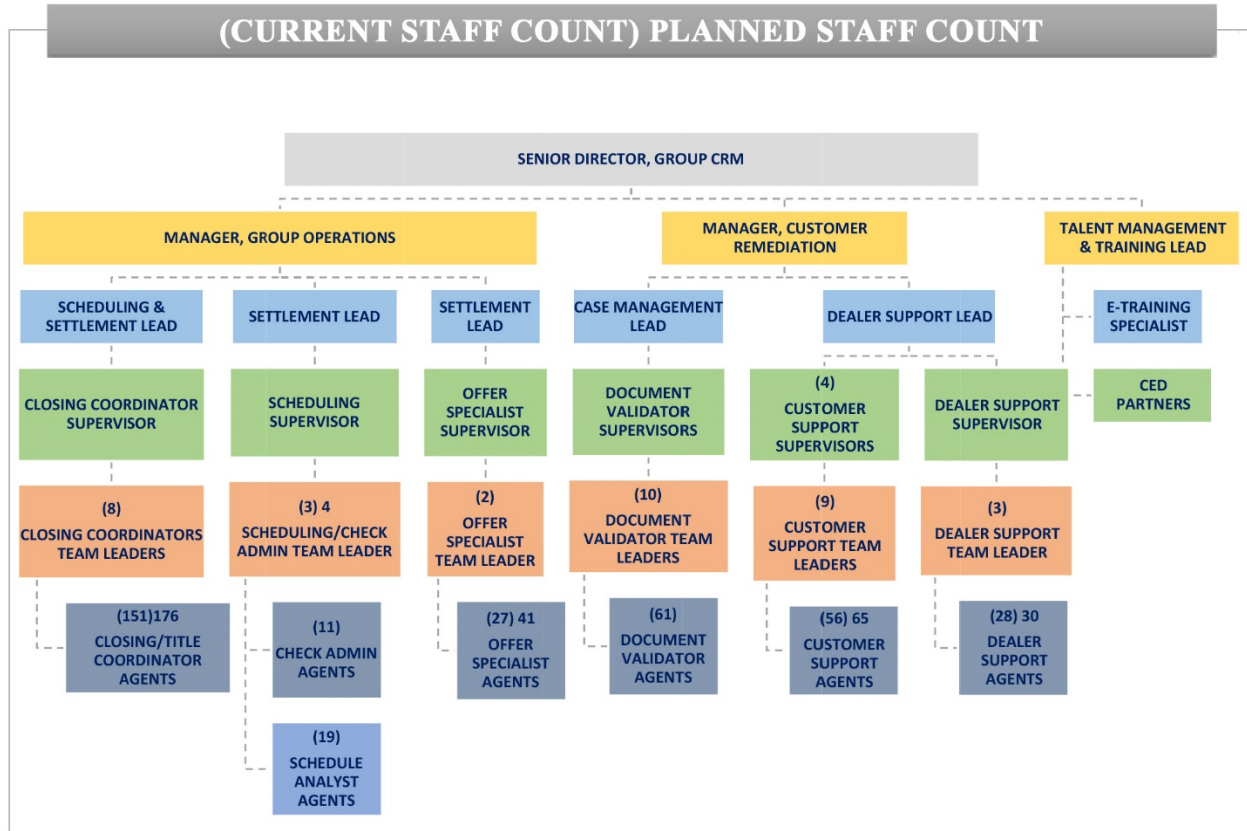 (CURRENT STAFF COUNT) PLANNED STAFF COUNT
SENIOR DIRECTOR, GROUP CRM
MANAGER, GROUP OPERATIONS
MANAGER, CUSTOMER
REMEDIATION
TALENT MANAGEMENT
& TRAINING LEAD
SCHEDULING &
SETTLEMENT LEAD
SETTLEMENT LEAD
SETTLEMENT
LEAD
CASE MANAGEMENT
LEAD
DEALER SUPPORT LEAD
E-TRAINING
SPECIALIST
CLOSING COORDINATOR
SUPERVISOR
SCHEDULING
SUPERVISOR
OFFER
SPECIALIST
SUPERVISOR
DOCUMENT
VALIDATOR
SUPERVISORS
(4)
CUSTOMER
SUPPORT
SUPERVISORS
DEALER SUPPORT
SUPERVISOR
CED
PARTNERS
(8)
CLOSING COORDINATORS
TEAM LEADERS
(3) 4
SCHEDULING/CHECK
ADMIN TEAM LEADER
(2)
OFFER
SPECIALIST
TEAM LEADER
(10)
DOCUMENT
VALIDATOR TEAM
LEADERS
(9)
CUSTOMER
SUPPORT TEAM
LEADERS
(3)
DEALER SUPPORT
TEAM LEADER
(151)176
CLOSING/TITLE
COORDINATOR
AGENTS
(11)
CHECK ADMIN
AGENTS
(27) 41
OFFER
SPECIALIST
AGENTS
(61)
DOCUMENT
VALIDATOR
AGENTS
(56) 65
CUSTOMER
SUPPORT
AGENTS
(28) 30
DEALER
SUPPORT
AGENTS
(19)
SCHEDULE
ANALYST
AGENTS